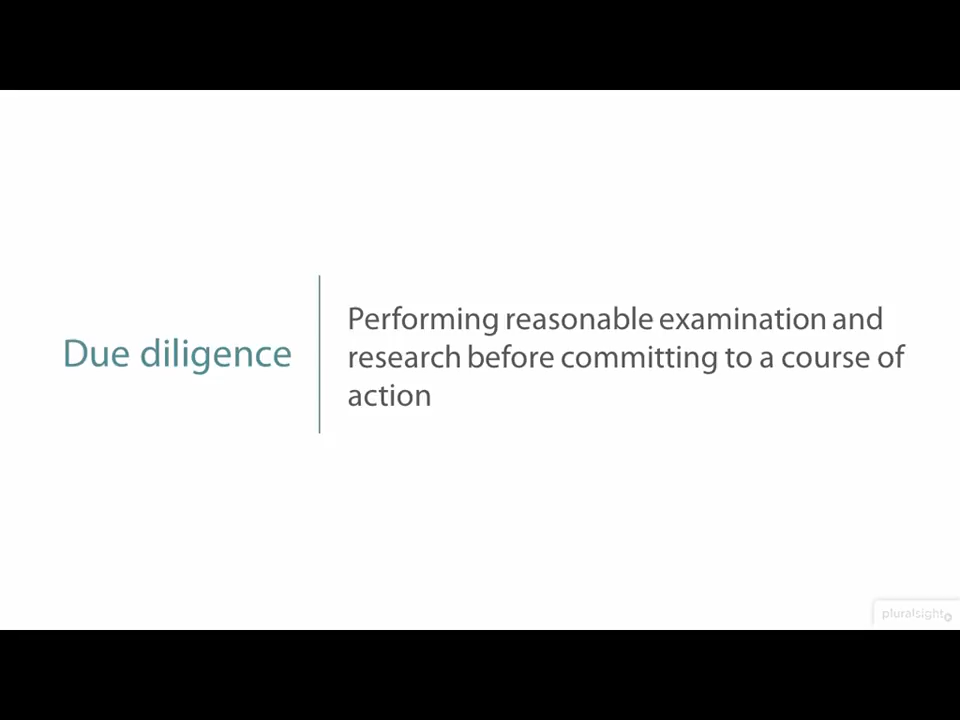 Due diligence
Performing reasonable examination and
research before committing to a course of
action
pluralsight